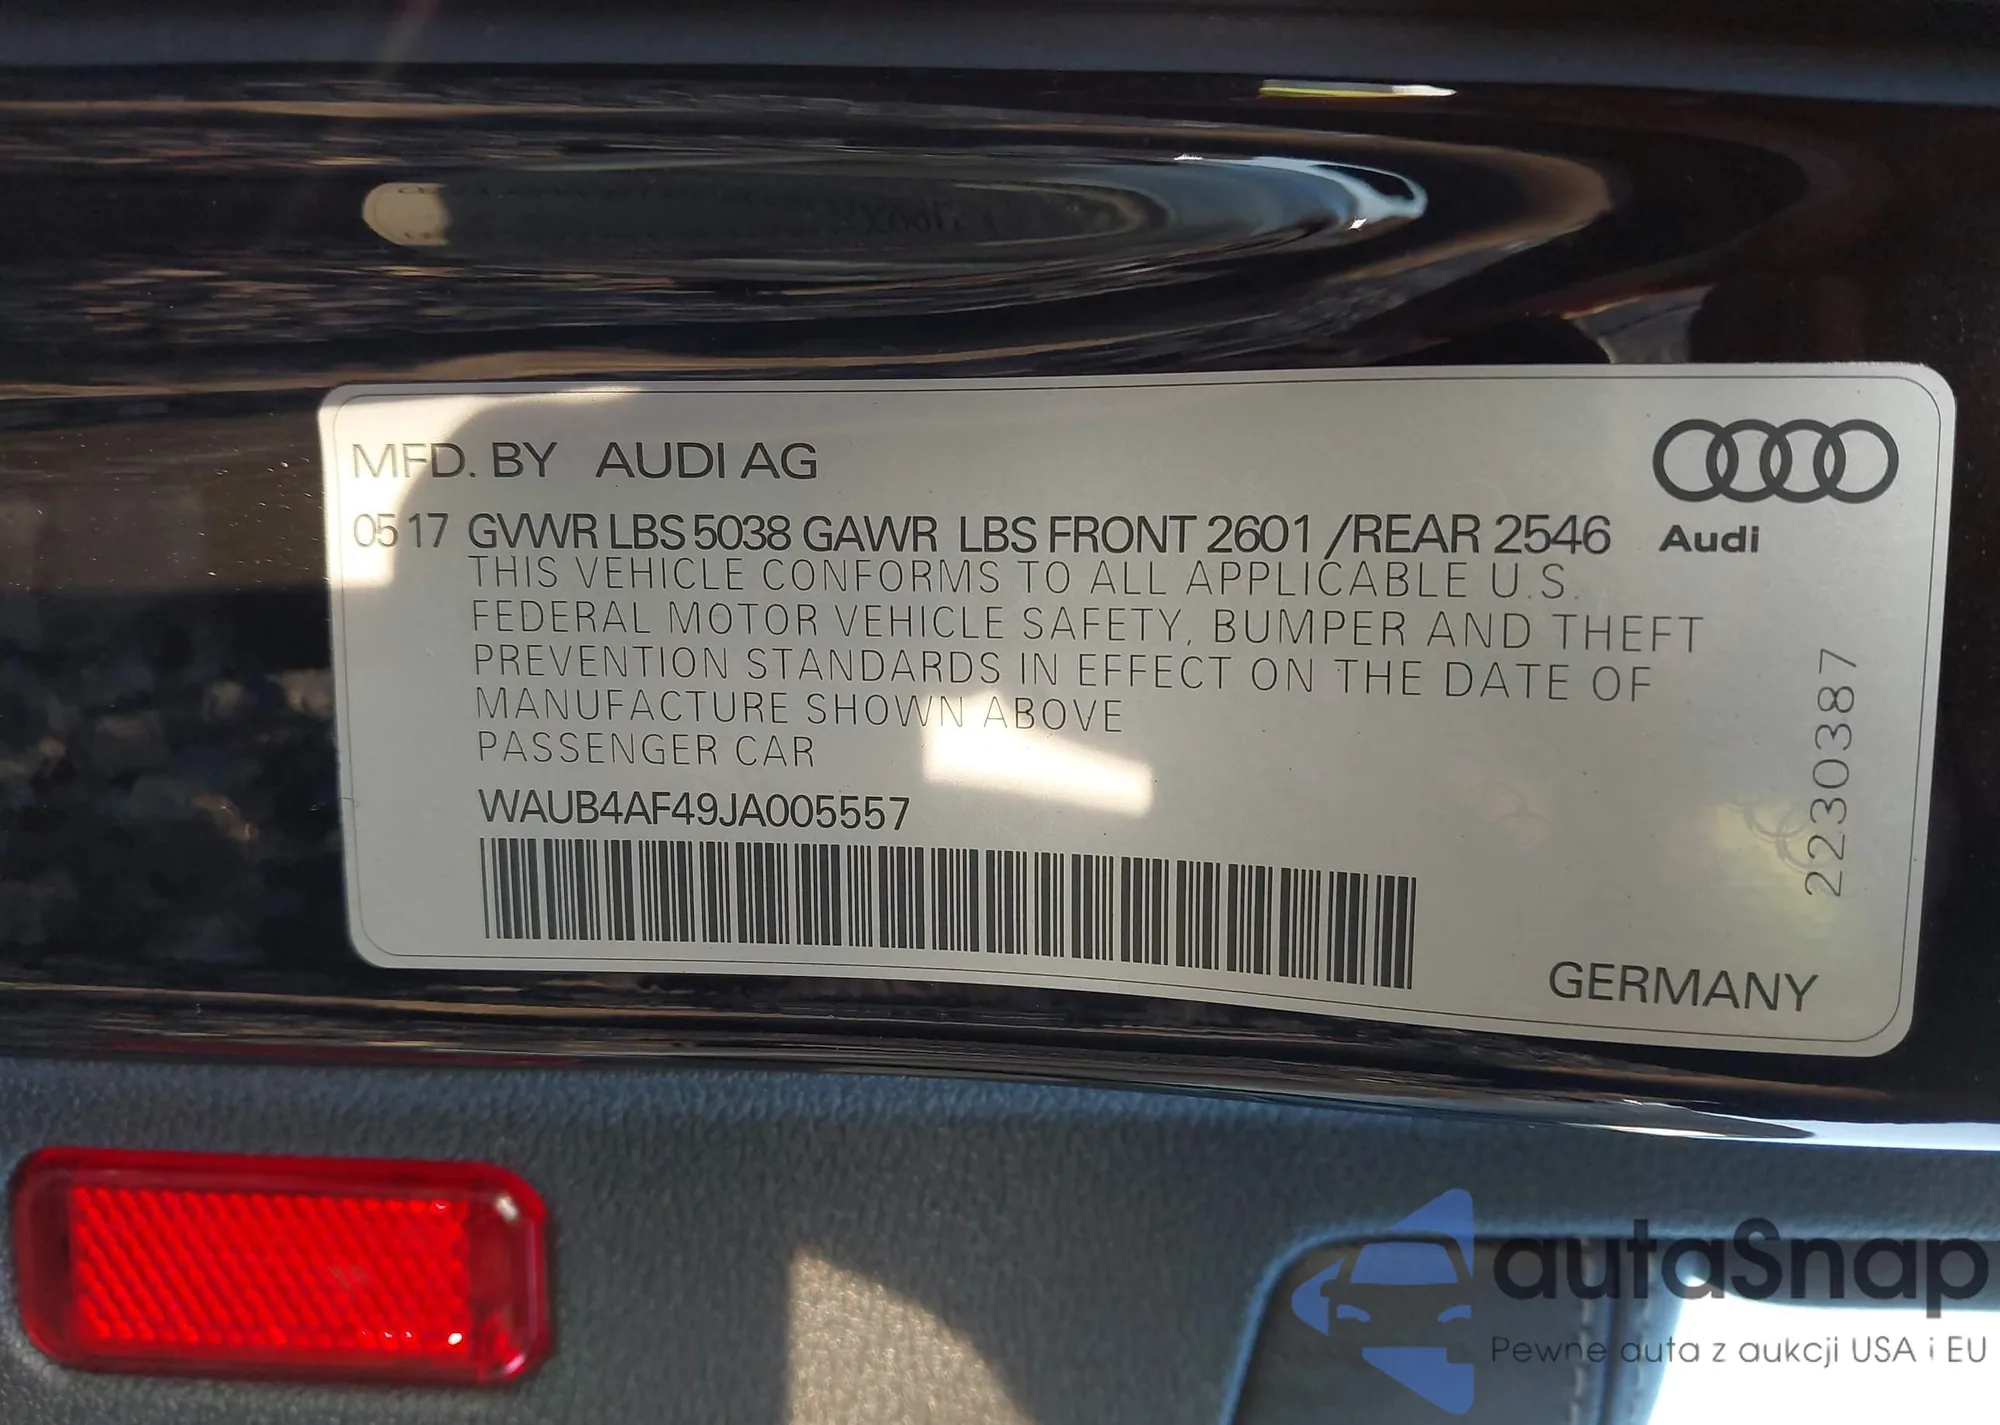 MFD. BY AUDI AG
05 17 GVWR LBS 5038 GAWR LBS FRONT 2601 /REAR 2546
Audi
THIS VEHICLE CONFORMS TO ALL APPLICABLE U.S.
FEDERAL MOTOR VEHICLE SAFETY, BUMPER AND THEFT
PREVENTION STANDARDS IN EFFECT ON THE DATE OF
MANUFACTURE SHOWN ABOVE
PASSENGER CAR
WAUB4AF49JA005557
2230387
GERMANY
autaSnap
Pewne auta z aukcji USA i EU